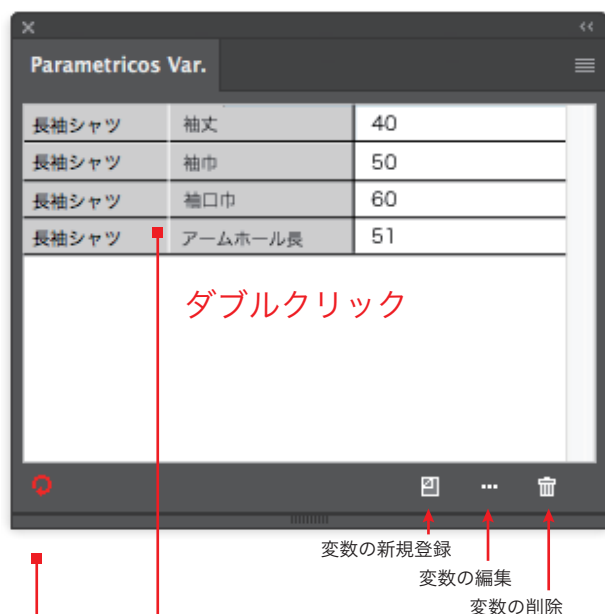 Parametricos Var.
長袖シャツ 袖丈 40
長袖シャツ 袖巾 50
長袖シャツ 袖口巾 60
長袖シャツ アームホール長 51
ダブルクリック
変数の新規登録
変数の編集
変数の削除